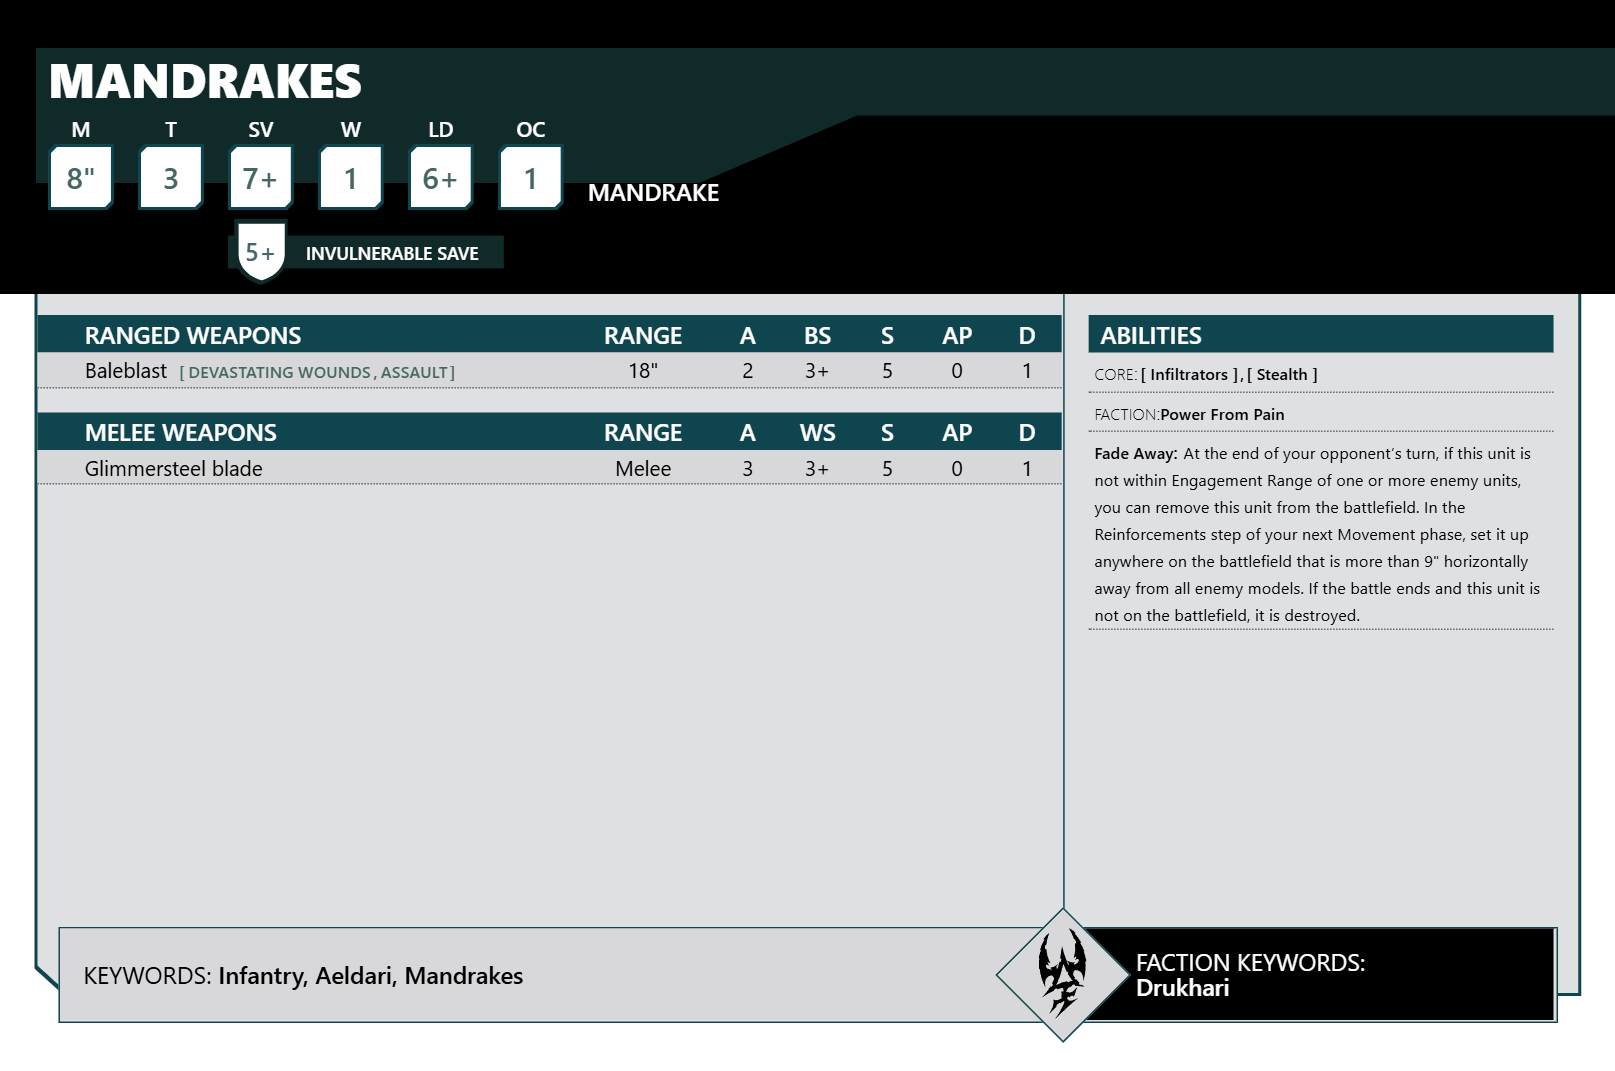 MANDRAKES
M T SV W LD OC
8" 3 7+ 1 6+ 1 MANDRAKE
5+ INVULNERABLE SAVE
RANGED WEAPONS RANGE A BS S AP D
Baleblast [ DEVASTATING WOUNDS , ASSAULT ] 18" 2 3+ 5 0 1
MELEE WEAPONS RANGE A WS S AP D
Glimmersteel blade Melee 3 3+ 5 0 1
ABILITIES
CORE: [ Infiltrators ] , [ Stealth ]
FACTION:Power From Pain
Fade Away: At the end of your opponent’s turn, if this unit is
not within Engagement Range of one or more enemy units,
you can remove this unit from the battlefield. In the
Reinforcements step of your next Movement phase, set it up
anywhere on the battlefield that is more than 9" horizontally
away from all enemy models. If the battle ends and this unit is
not on the battlefield, it is destroyed.
KEYWORDS: Infantry, Aeldari, Mandrakes
FACTION KEYWORDS:
Drukhari